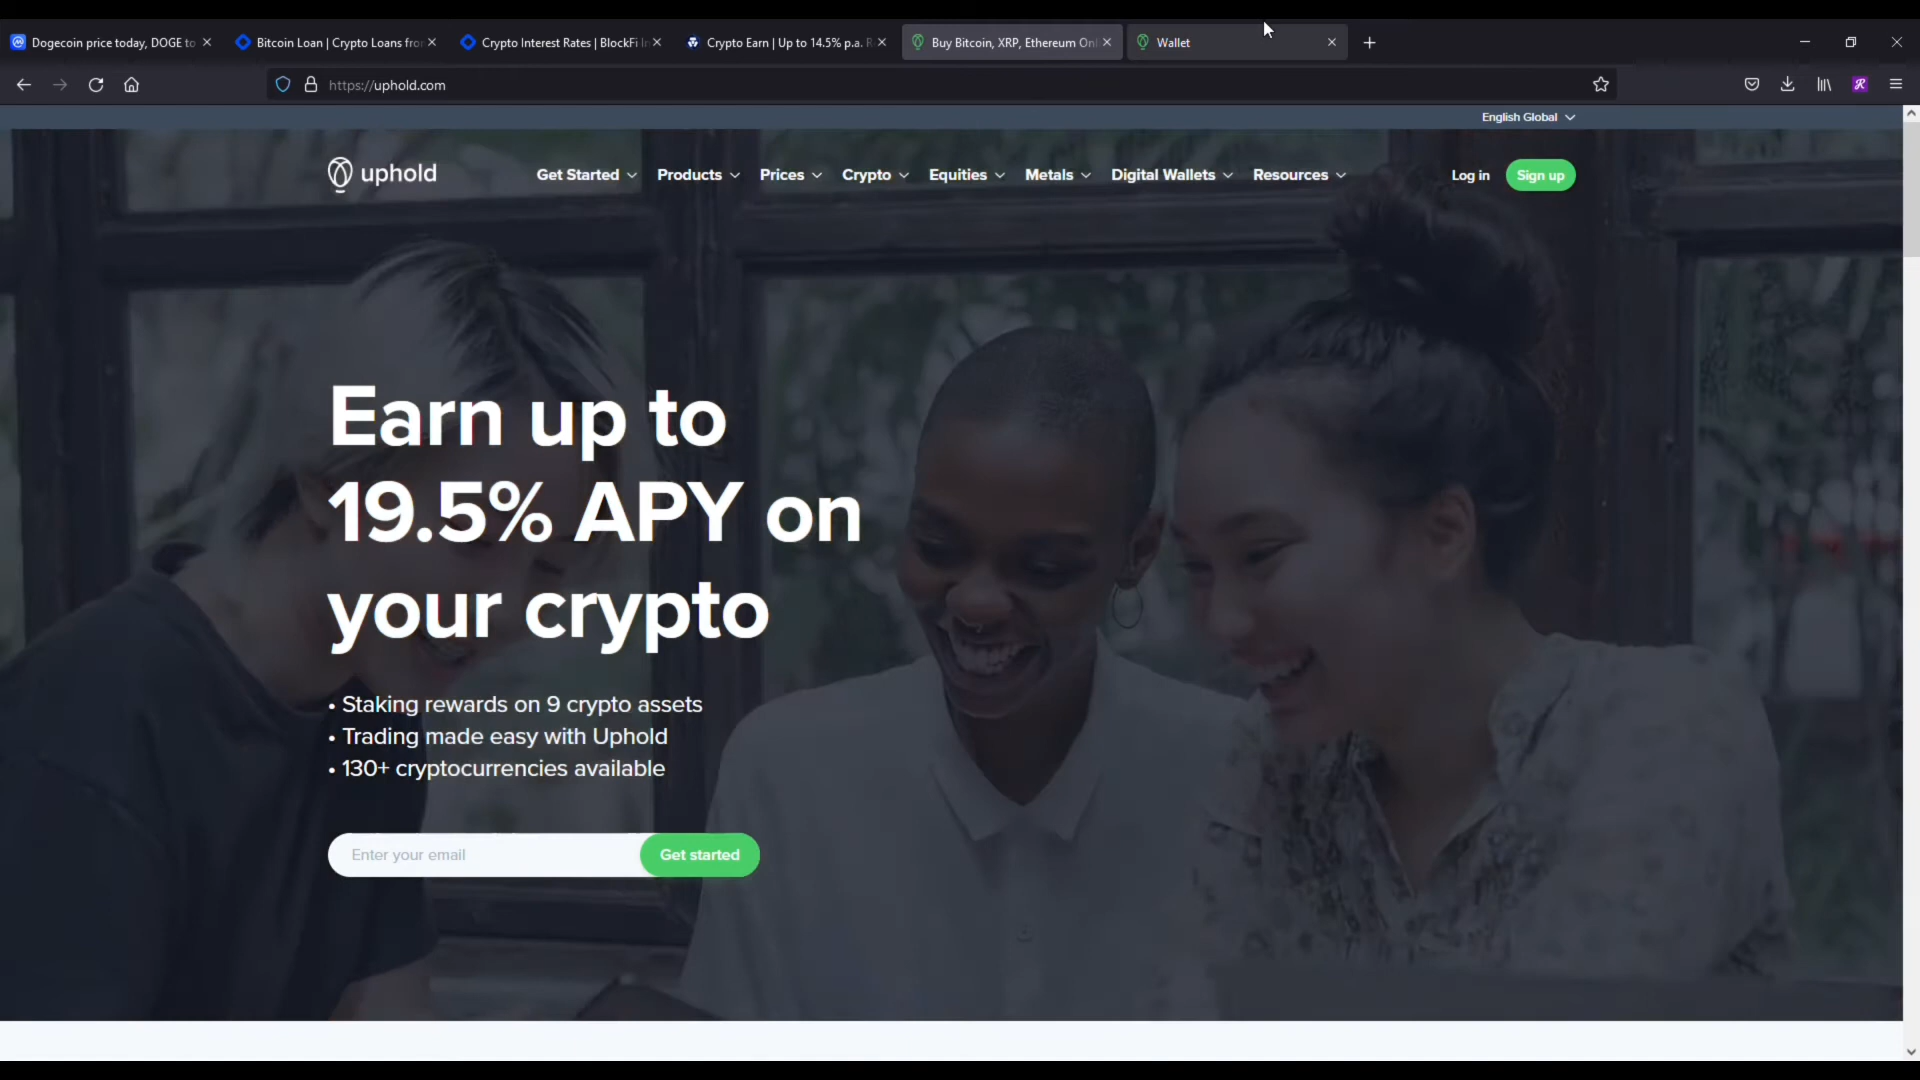 Dogecoin price today, DOGE to
Bitcoin Loan | Crypto Loans fro
Crypto Interest Rates | BlockFi In
Crypto Earn | Up to 14.5% p.a. R
Buy Bitcoin, XRP, Ethereum Onl
Wallet
https://uphold.com
English Global
uphold
Get Started
Products
Prices
Crypto
Equities
Metals
Digital Wallets
Resources
Log in
Sign up
Earn up to
19.5% APY on
your crypto
• Staking rewards on 9 crypto assets
• Trading made easy with Uphold
• 130+ cryptocurrencies available
Enter your email
Get started